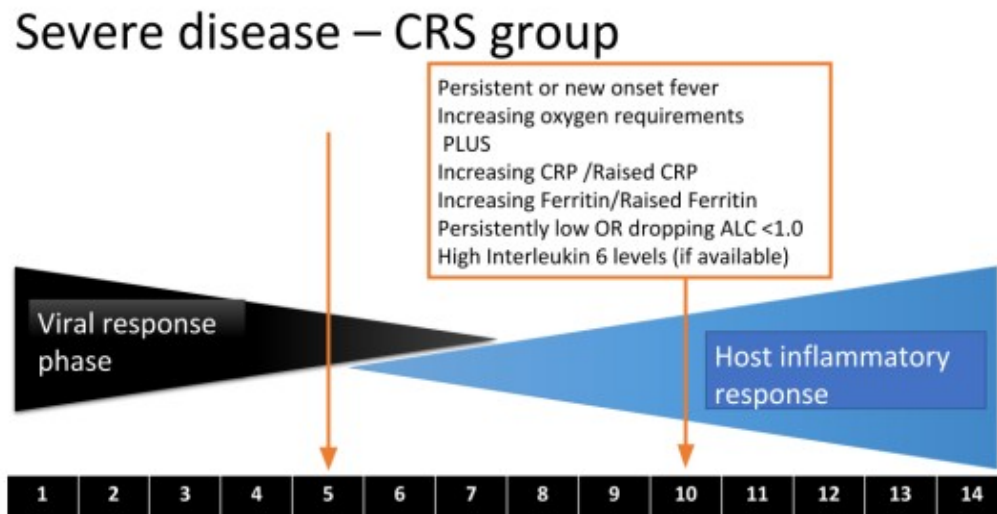 Severe disease – CRS group
Persistent or new onset fever
Increasing oxygen requirements
PLUS
Increasing CRP /Raised CRP
Increasing Ferritin/Raised Ferritin
Persistently low OR dropping ALC <1.0
High Interleukin 6 levels (if available)
Viral response
phase
Host inflammatory
response
1 2 3 4 5 6 7 8 9 10 11 12 13 14